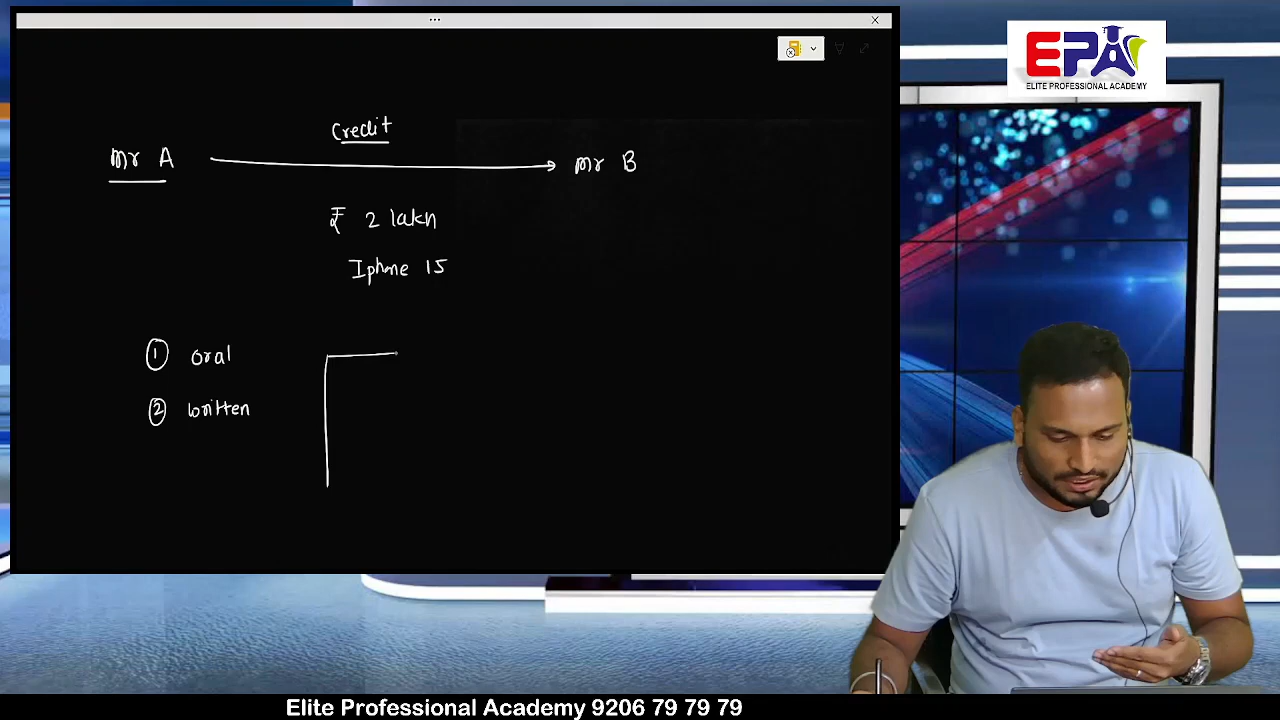 EPA
ELITE PROFESSIONAL ACADEMY
Credit
Mr A
Mr B
₹ 2 lakh
Iphone 15
① oral
② written
Elite Professional Academy 9206 79 79 79